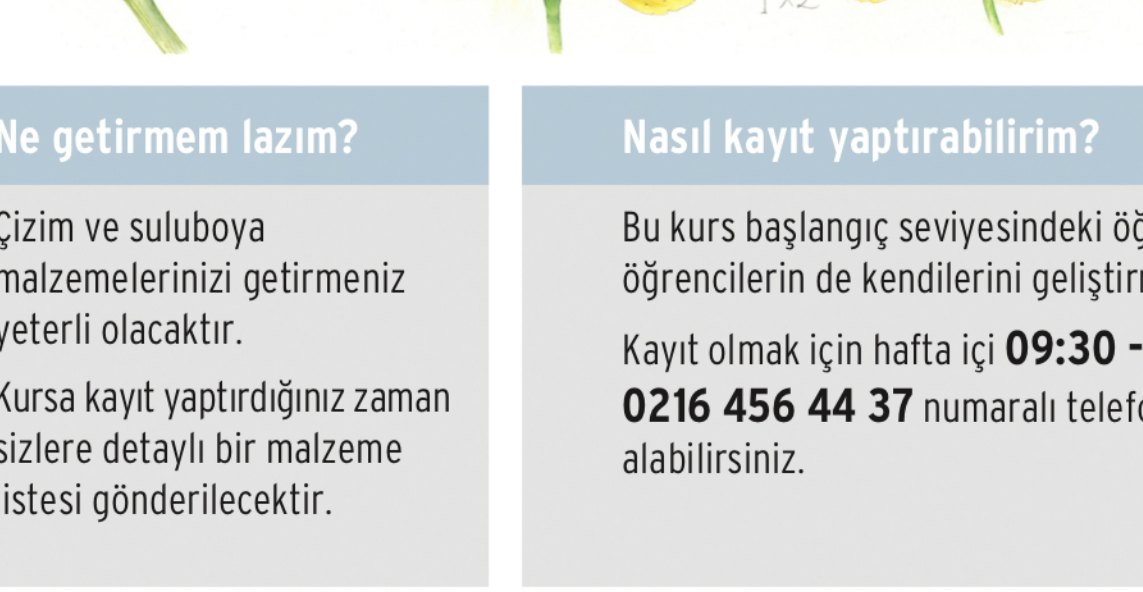 Ne getirmem lazım?
Çizim ve suluboya
malzemelerinizi getirmeniz
yeterli olacaktır.
Kursa kayıt yaptırdığınız zaman
sizlere detaylı bir malzeme
listesi gönderilecektir.
Nasıl kayıt yaptırabilirim?
Bu kurs başlangıç seviyesindeki
öğrencilerin de kendilerini
Kayıt olmak için hafta içi 09:30 -
0216 456 44 37 numaralı
alabilirsiniz.